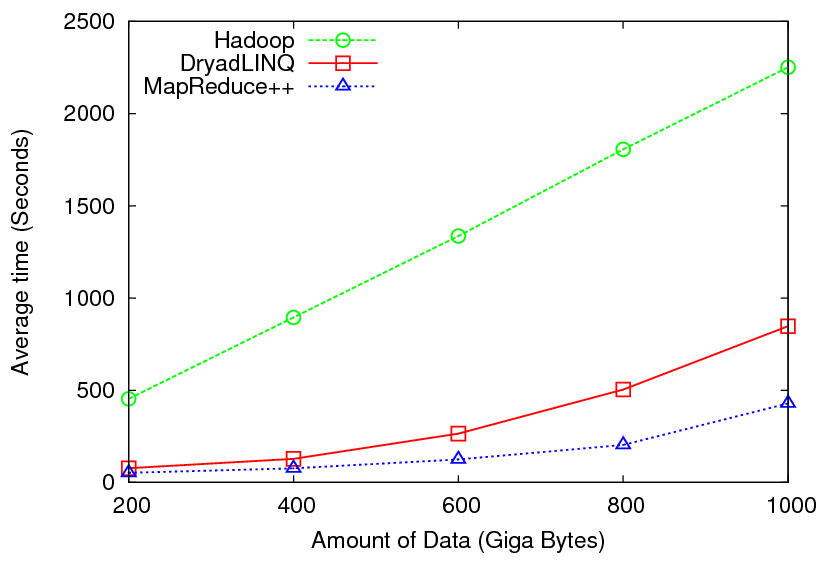 2500
2000
1500
1000
500
0
Hadoop
DryadLINQ
MapReduce++
Average time (Seconds)
200 400 600 800 1000
Amount of Data (Giga Bytes)